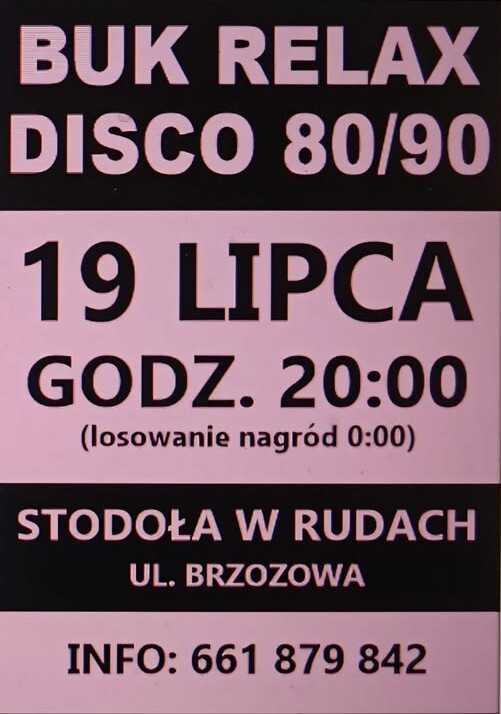 BUK RELAX
DISCO 80/90
19 LIPCA
GODZ. 20:00
(losowanie nagród 0:00)
STODOŁA W RUDACH
UL. BRZOZOWA
INFO: 661 879 842